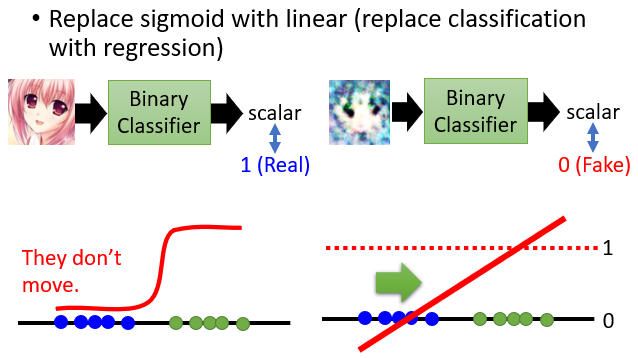 • Replace sigmoid with linear (replace classification
with regression)
Binary
Classifier
scalar
1 (Real)
Binary
Classifier
scalar
0 (Fake)
They don't
move.
1
0